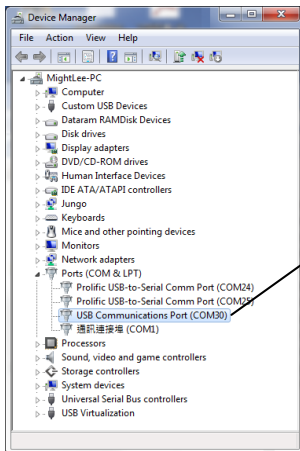 Device Manager
File Action View Help
MightLee-PC
Computer
Custom USB Devices
Dataram RAMDisk Devices
Disk drives
Display adapters
DVD/CD-ROM drives
Human Interface Devices
IDE ATA/ATAPI controllers
Jungo
Keyboards
Mice and other pointing devices
Monitors
Network adapters
Ports (COM & LPT)
Prolific USB-to-Serial Comm Port (COM24)
Prolific USB-to-Serial Comm Port (COM25)
USB Communications Port (COM30)
通訊連接埠 (COM1)
Processors
Sound, video and game controllers
Storage controllers
System devices
Universal Serial Bus controllers
USB Virtualization